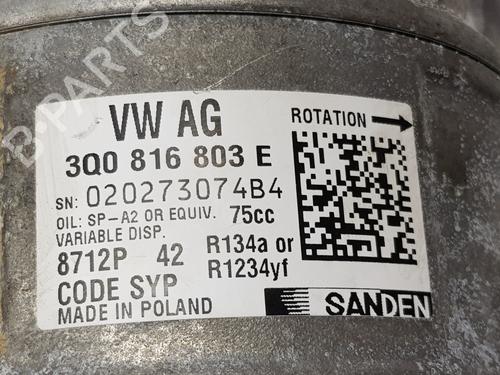 B-PARTS
VW AG
ROTATION
3Q0 816 803 E
SN: 020273074B4
OIL: SP-A2 OR EQUIV. 75cc
VARIABLE DISP.
8712P 42 R134a or
R1234yf
CODE SYP
MADE IN POLAND
SANDEN